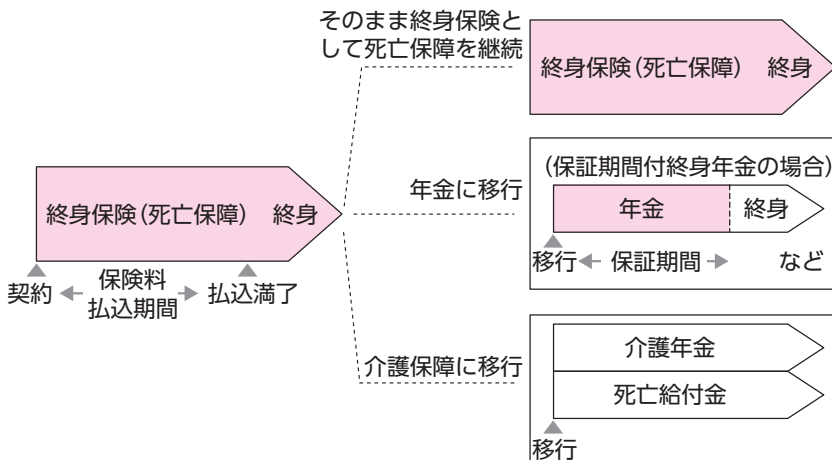 そのまま終身保険と
して死亡保障を継続
終身保険(死亡保障) 終身
終身保険(死亡保障) 終身
契約
保険料
払込期間
払込満了
年金に移行
(保証期間付終身年金の場合)
年金
終身
移行
保証期間
など
介護保障に移行
介護年金
死亡給付金
移行